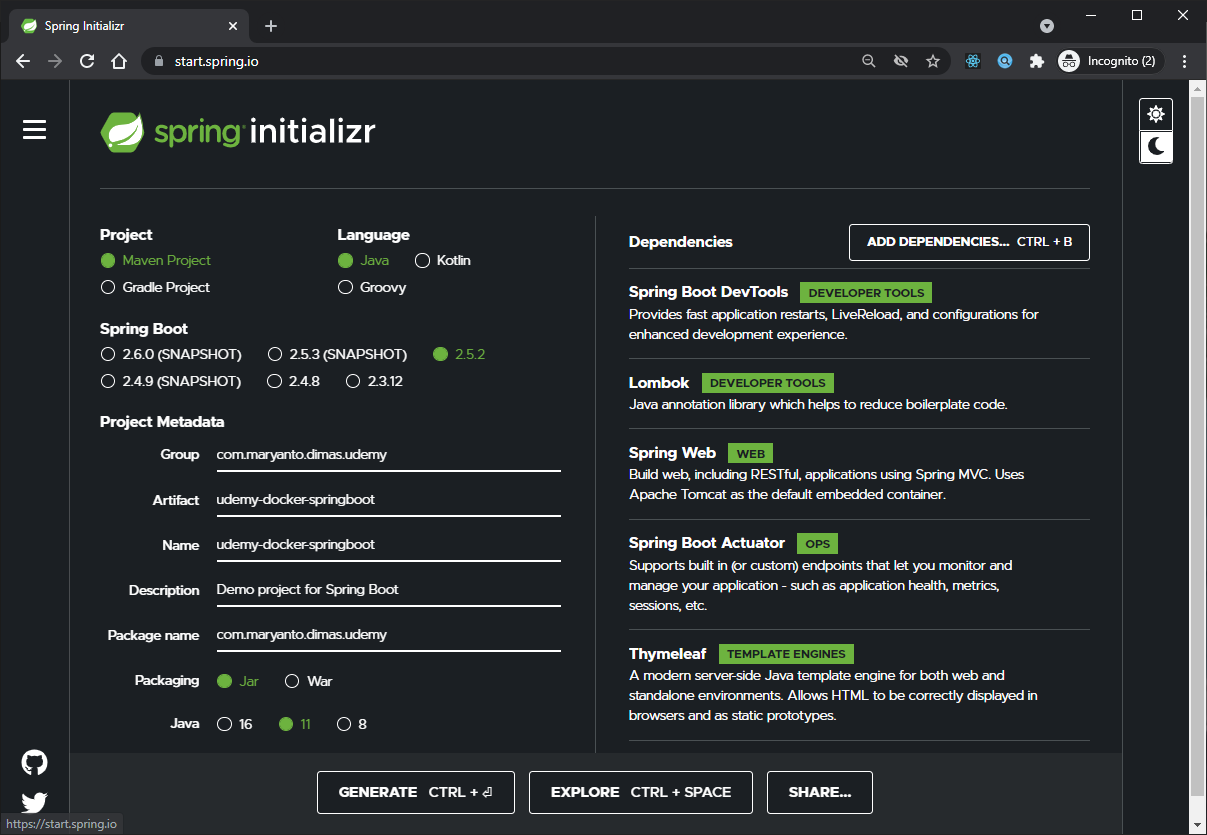 Spring Initializr
start.spring.io
Incognito (2)
spring initializr
Project
Maven Project
Gradle Project
Language
Java Kotlin
Groovy
Spring Boot
2.6.0 (SNAPSHOT) 2.5.3 (SNAPSHOT) 2.5.2
2.4.9 (SNAPSHOT) 2.4.8 2.3.12
Project Metadata
Group com.maryanto.dimas.udemy
Artifact udemy-docker-springboot
Name udemy-docker-springboot
Description Demo project for Spring Boot
Package name com.maryanto.dimas.udemy
Packaging Jar War
Java 16 11 8
Dependencies ADD DEPENDENCIES... CTRL + B
Spring Boot DevTools DEVELOPER TOOLS
Provides fast application restarts, LiveReload, and configurations for
enhanced development experience.
Lombok DEVELOPER TOOLS
Java annotation library which helps to reduce boilerplate code.
Spring Web WEB
Build web, including RESTful, applications using Spring MVC. Uses
Apache Tomcat as the default embedded container.
Spring Boot Actuator OPS
Supports built in (or custom) endpoints that let you monitor and
manage your application - such as application health, metrics,
sessions, etc.
Thymeleaf TEMPLATE ENGINES
A modern server-side Java template engine for both web and
standalone environments. Allows HTML to be correctly displayed in
browsers and as static prototypes.
GENERATE CTRL + ⏎ EXPLORE CTRL + SPACE SHARE...
https://start.spring.io